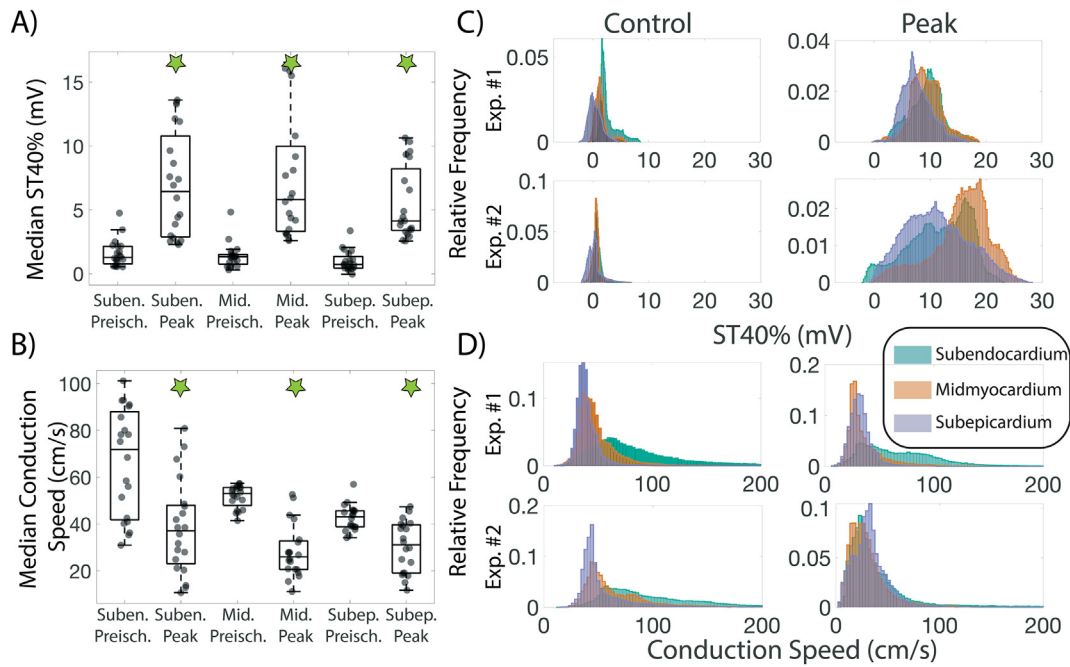 A)
Median ST40% (mV)
15
10
5
0
Suben. Preisch.
Suben. Peak
Mid. Preisch.
Mid. Peak
Subep. Preisch.
Subep. Peak
B)
Median Conduction
Speed (cm/s)
100
80
60
40
20
Suben. Preisch.
Suben. Peak
Mid. Preisch.
Mid. Peak
Subep. Preisch.
Subep. Peak
C)
Control
Peak
Relative Frequency
Exp. #1
0.05
0
0 10 20 30
0.04
0.02
0
0 10 20 30
Exp. #2
0.1
0.05
0
0 10 20 30
0.02
0.01
0
0 10 20 30
ST40% (mV)
D)
Subendocardium
Midmyocardium
Subepicardium
Relative Frequency
Exp. #1
0.1
0
0 100 200
0.2
0.1
0
0 100 200
Exp. #2
0.2
0.1
0
0 100 200
0.1
0.05
0
0 100 200
Conduction Speed (cm/s)